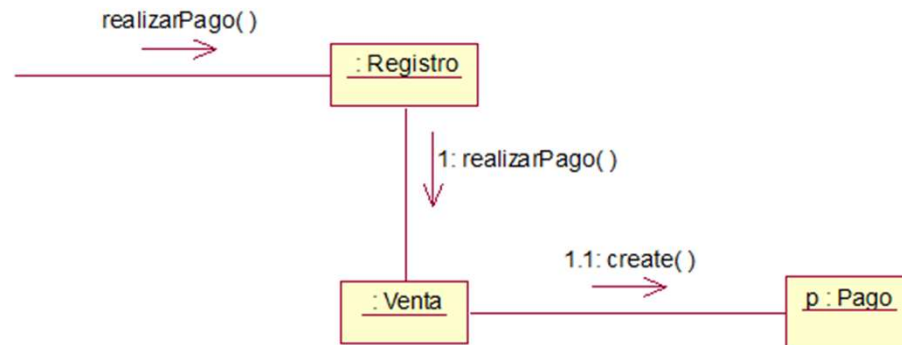 realizarPago( )
: Registro
1: realizarPago( )
1.1: create( )
: Venta
p : Pago